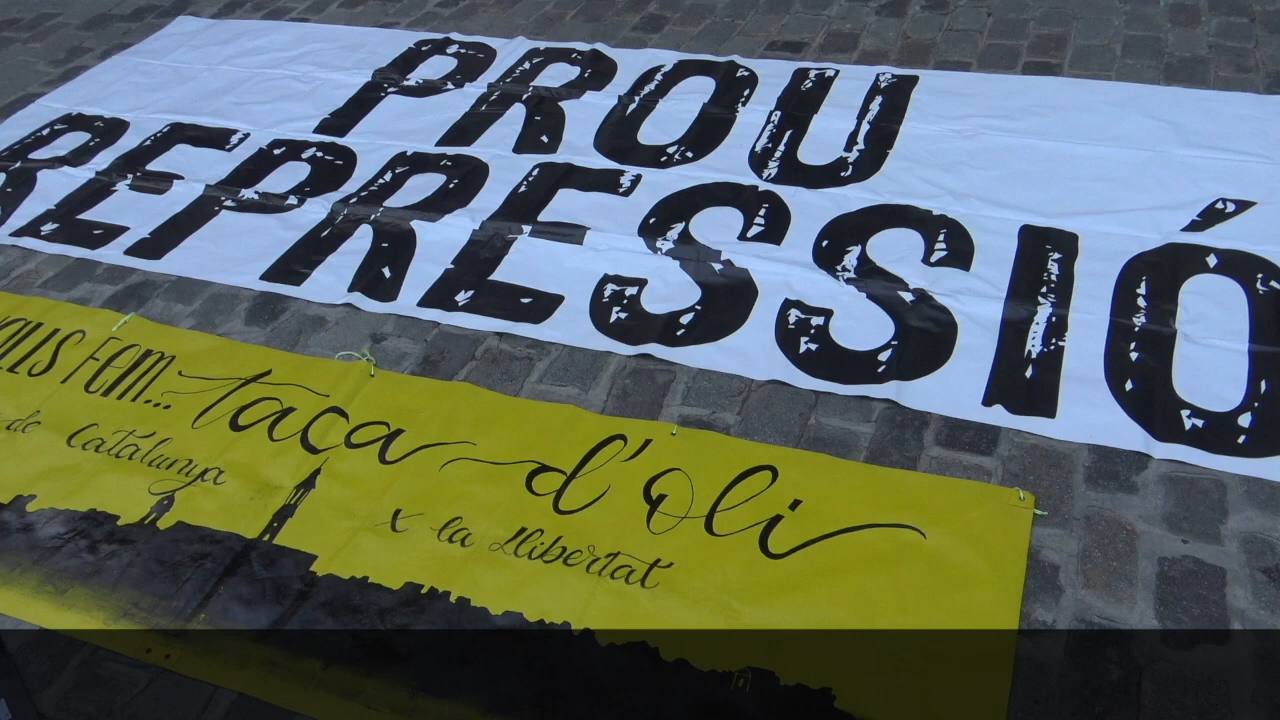 PROU
REPRESSIÓ
Fem... taca d'Oli
de Catalunya
x la Llibertat